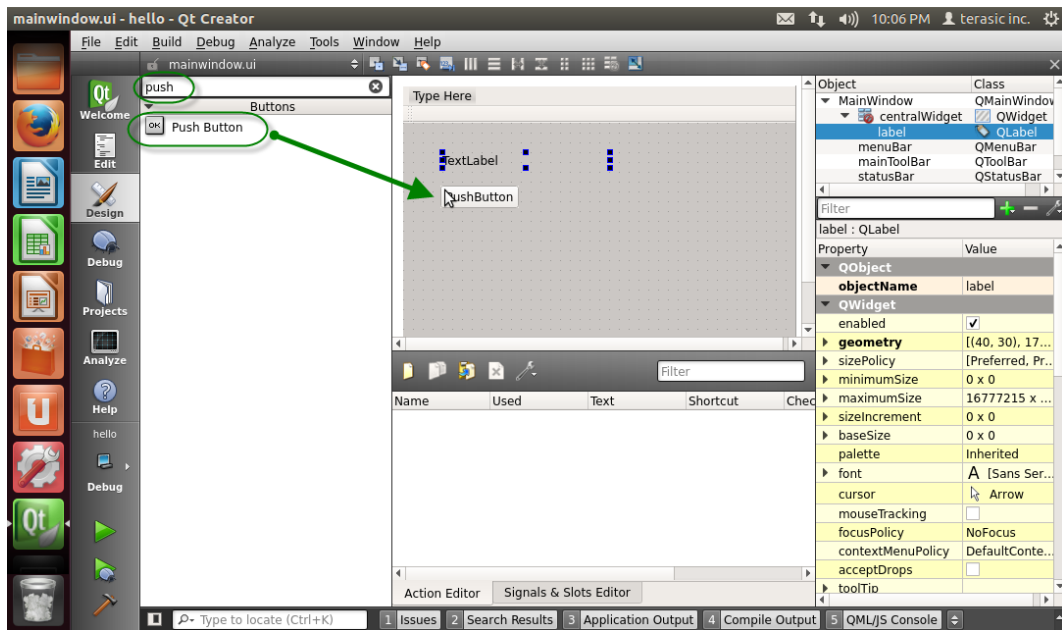 mainwindow.ui - hello - Qt Creator
10:06 PM
terasic inc.
File Edit Build Debug Analyze Tools Window Help
mainwindow.ui
Qt
Welcome
Edit
Design
Debug
Projects
Analyze
Help
hello
Debug
push
Buttons
OK Push Button
Type Here
TextLabel
PushButton
Filter
Name Used Text Shortcut Chec
Action Editor Signals & Slots Editor
Object Class
MainWindow QMainWindow
centralWidget QWidget
label QLabel
menuBar QMenuBar
mainToolBar QToolBar
statusBar QStatusBar
Filter
label : QLabel
Property Value
QObject
objectName label
QWidget
enabled
geometry [(40, 30), 17...
sizePolicy [Preferred, Pr...
minimumSize 0 x 0
maximumSize 16777215 x ...
sizeIncrement 0 x 0
baseSize 0 x 0
palette Inherited
font A [Sans Ser...
cursor Arrow
mouseTracking
focusPolicy NoFocus
contextMenuPolicy DefaultConte...
acceptDrops
toolTip
Qt
Type to locate (Ctrl+K) 1 Issues 2 Search Results 3 Application Output 4 Compile Output 5 QML/JS Console